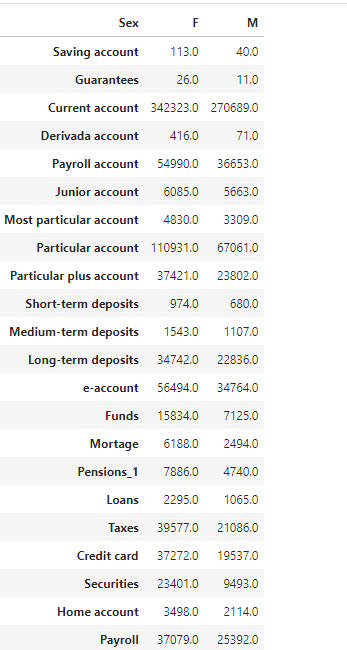 Sex F M
Saving account 113.0 40.0
Guarantees 26.0 11.0
Current account 342323.0 270689.0
Derivada account 416.0 71.0
Payroll account 54990.0 36653.0
Junior account 6085.0 5663.0
Most particular account 4830.0 3309.0
Particular account 110931.0 67061.0
Particular plus account 37421.0 23802.0
Short-term deposits 974.0 680.0
Medium-term deposits 1543.0 1107.0
Long-term deposits 34742.0 22836.0
e-account 56494.0 34764.0
Funds 15834.0 7125.0
Mortage 6188.0 2494.0
Pensions_1 7886.0 4740.0
Loans 2295.0 1065.0
Taxes 39577.0 21086.0
Credit card 37272.0 19537.0
Securities 23401.0 9493.0
Home account 3498.0 2114.0
Payroll 37079.0 25392.0